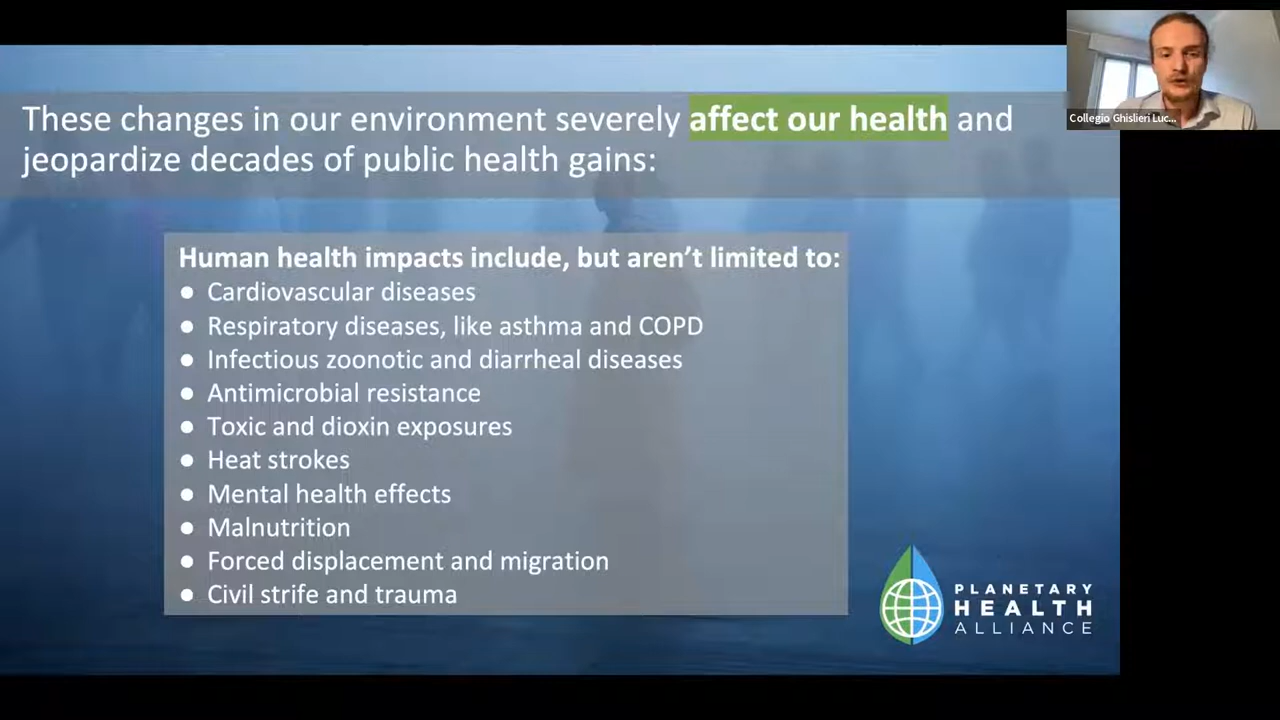 These changes in our environment severely affect our health and
jeopardize decades of public health gains:
Collegio Ghislieri Luc...
Human health impacts include, but aren’t limited to:
● Cardiovascular diseases
● Respiratory diseases, like asthma and COPD
● Infectious zoonotic and diarrheal diseases
● Antimicrobial resistance
● Toxic and dioxin exposures
● Heat strokes
● Mental health effects
● Malnutrition
● Forced displacement and migration
● Civil strife and trauma
PLANETARY
HEALTH
ALLIANCE